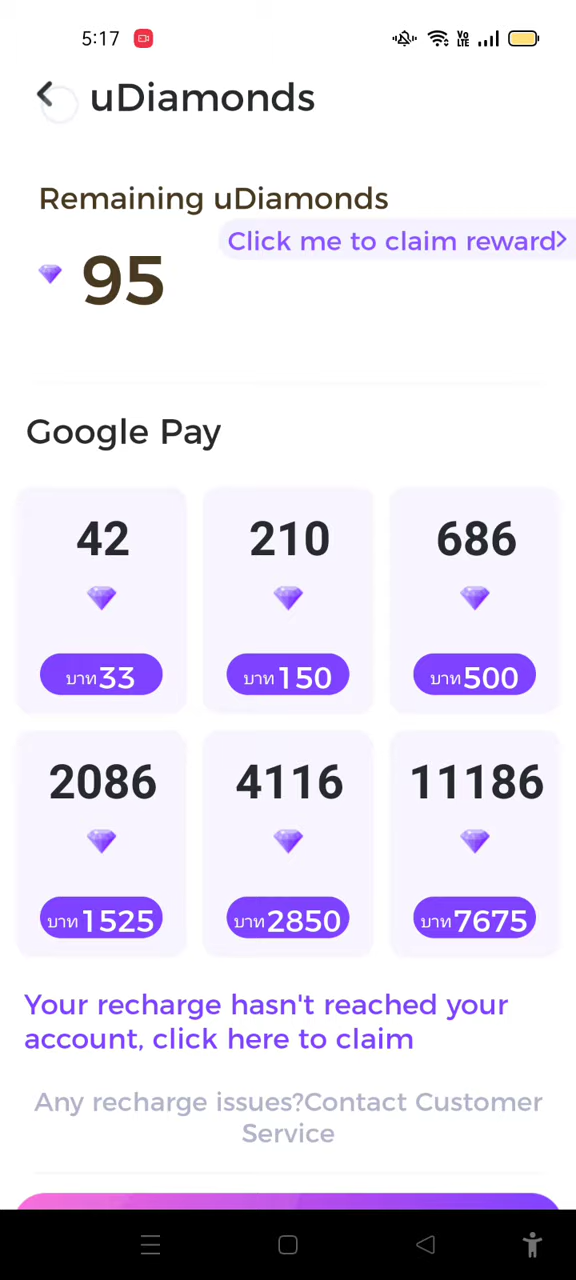 5:17
VO LTE
uDiamonds
Remaining uDiamonds
Click me to claim reward>
95
Google Pay
42 210 686
บาท33 บาท150 บาท500
2086 4116 11186
บาท1525 บาท2850 บาท7675
Your recharge hasn't reached your
account, click here to claim
Any recharge issues?Contact Customer
Service